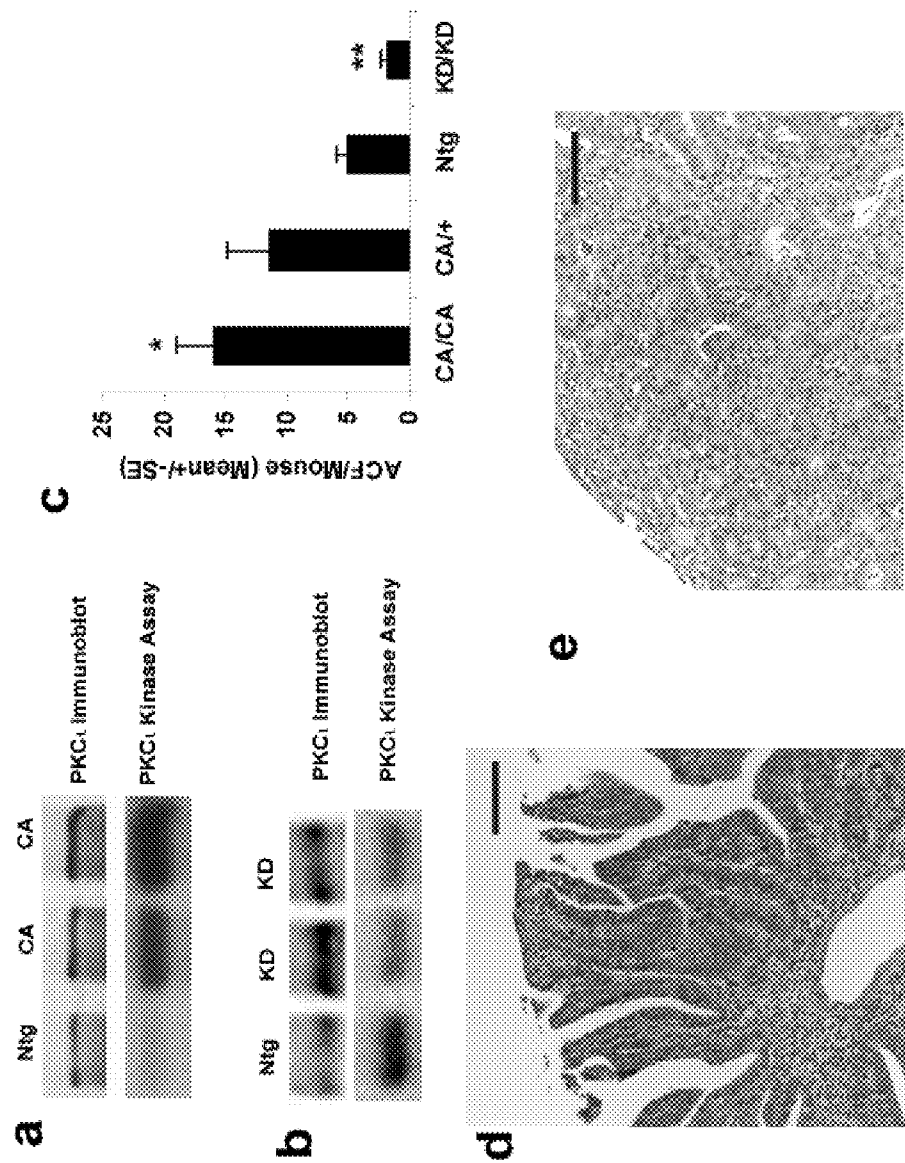 a
Ntg CA CA
PKCι Immunoblot
PKCι Kinase Assay
b
Ntg KD KD
PKCι Immunoblot
PKCι Kinase Assay
c
ACF/Mouse (Mean+/-SE)
25
20
15
10
5
0
*
**
CA/CA CA/+ Ntg KD/KD
d
e